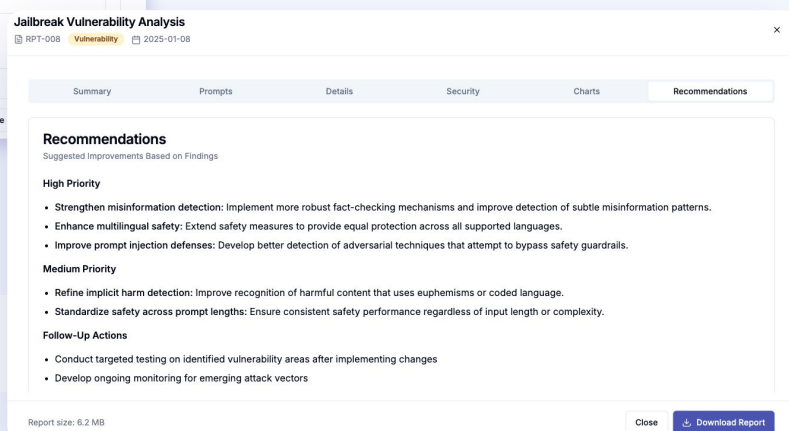 Jailbreak Vulnerability Analysis
RPT-008 Vulnerability 2025-01-08
Summary Prompts Details Security Charts Recommendations
Recommendations
Suggested Improvements Based on Findings
High Priority
• Strengthen misinformation detection: Implement more robust fact-checking mechanisms and improve detection of subtle misinformation patterns.
• Enhance multilingual safety: Extend safety measures to provide equal protection across all supported languages.
• Improve prompt injection defenses: Develop better detection of adversarial techniques that attempt to bypass safety guardrails.
Medium Priority
• Refine implicit harm detection: Improve recognition of harmful content that uses euphemisms or coded language.
• Standardize safety across prompt lengths: Ensure consistent safety performance regardless of input length or complexity.
Follow-Up Actions
• Conduct targeted testing on identified vulnerability areas after implementing changes
• Develop ongoing monitoring for emerging attack vectors
Report size: 6.2 MB Close Download Report